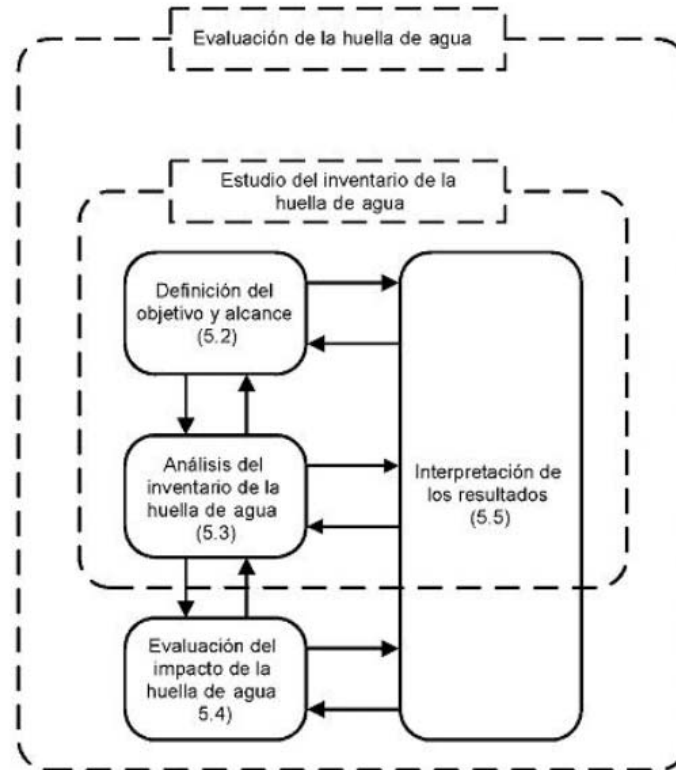 Evaluación de la huella de agua
Estudio del inventario de la
huella de agua
Definición del
objetivo y alcance
(5.2)
Análisis del
inventario de la
huella de agua
(5.3)
Interpretación de
los resultados
(5.5)
Evaluación del
impacto de la
huella de agua
5.4)